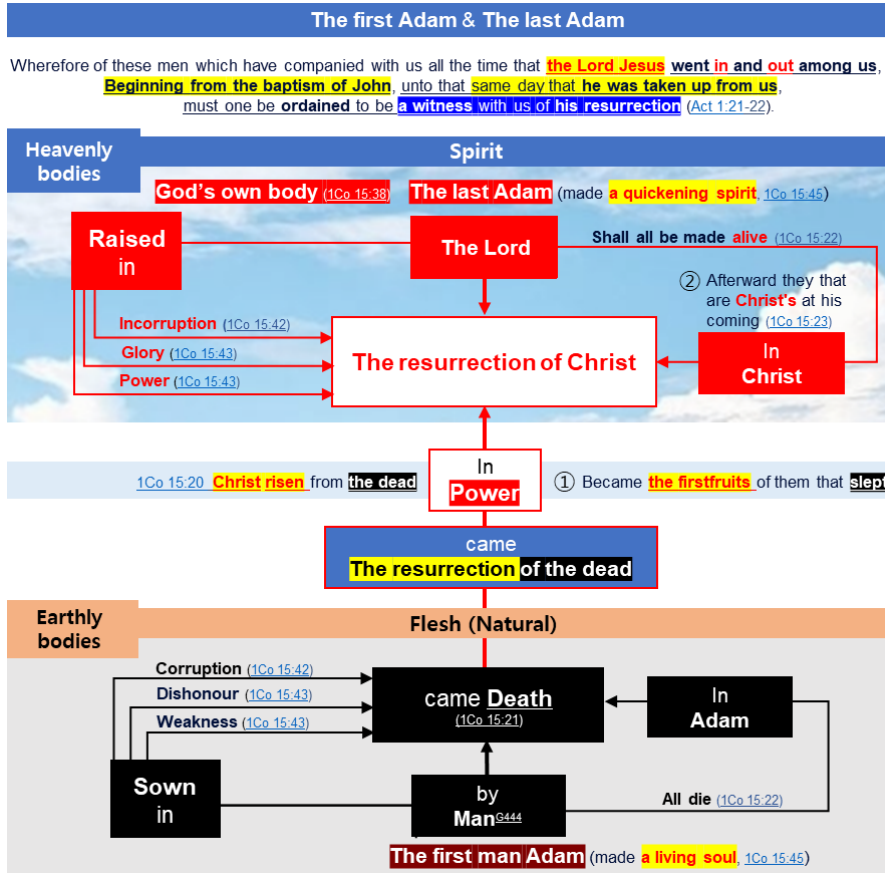 The first Adam & The last Adam
Wherefore of these men which have companied with us all the time that the Lord Jesus went in and out among us,
Beginning from the baptism of John, unto that same day that he was taken up from us,
must one be ordained to be a witness with us of his resurrection (Act 1:21-22).
Heavenly
bodies
Spirit
God's own body (1Co 15:38)
The last Adam (made a quickening spirit, 1Co 15:45)
Raised
in
The Lord
Shall all be made alive (1Co 15:22)
② Afterward they that
are Christ's at his
coming (1Co 15:23)
Incorruption (1Co 15:42)
Glory (1Co 15:43)
Power (1Co 15:43)
The resurrection of Christ
In
Christ
1Co 15:20 Christ risen from the dead
In
Power
① Became the firstfruits of them that slept
came
The resurrection of the dead
Earthly
bodies
Flesh (Natural)
Corruption (1Co 15:42)
Dishonour (1Co 15:43)
Weakness (1Co 15:43)
came Death
(1Co 15:21)
In
Adam
Sown
in
by
Man G444
All die (1Co 15:22)
The first man Adam (made a living soul, 1Co 15:45)